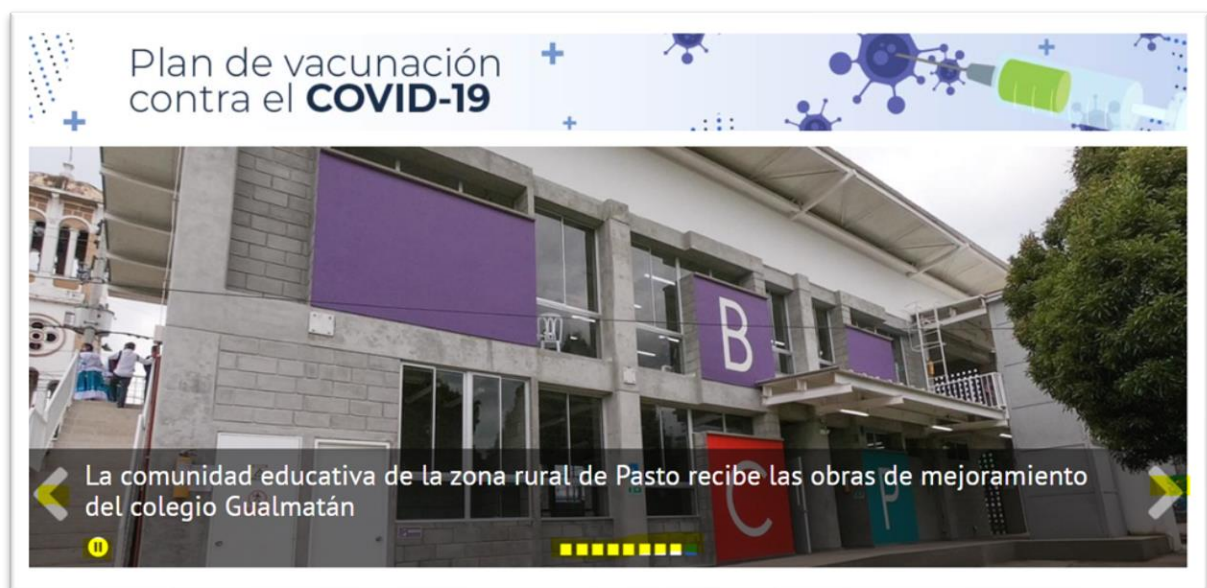 Plan de vacunación
contra el COVID-19
B
C
P
La comunidad educativa de la zona rural de Pasto recibe las obras de mejoramiento
del colegio Gualmatán